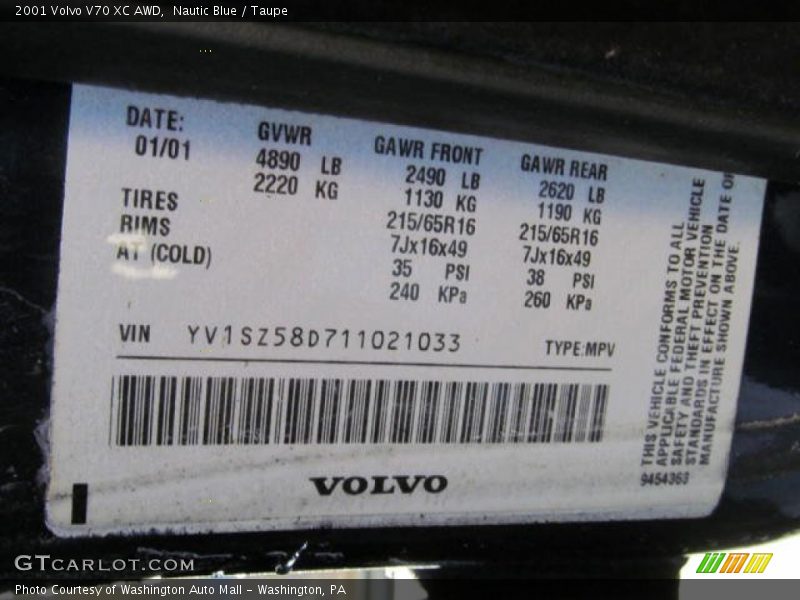 2001 Volvo V70 XC AWD,  Nautic Blue / Taupe
DATE: GVWR GAWR FRONT GAWR REAR
01/01 4890 LB 2490 LB 2620 LB
2220 KG 1130 KG 1190 KG
TIRES 215/65R16 215/65R16
RIMS 7Jx16x49 7Jx16x49
AT (COLD) 35 PSI 38 PSI
240 KPa 260 KPa
VIN YV1SZ58D711021033 TYPE:MPV
THIS VEHICLE CONFORMS TO ALL
APPLICABLE FEDERAL MOTOR VEHICLE
SAFETY AND THEFT PREVENTION
STANDARDS IN EFFECT ON THE DATE OF
MANUFACTURE SHOWN ABOVE.
9454363
VOLVO
GTCARLOT.COM
Photo Courtesy of Washington Auto Mall - Washington, PA